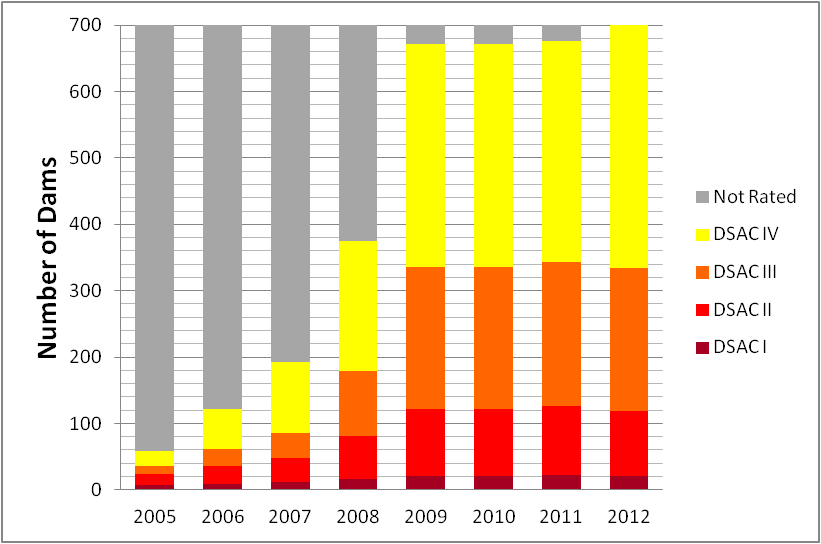 Number of Dams
700
600
500
400
300
200
100
0
2005 2006 2007 2008 2009 2010 2011 2012
Not Rated
DSAC IV
DSAC III
DSAC II
DSAC I